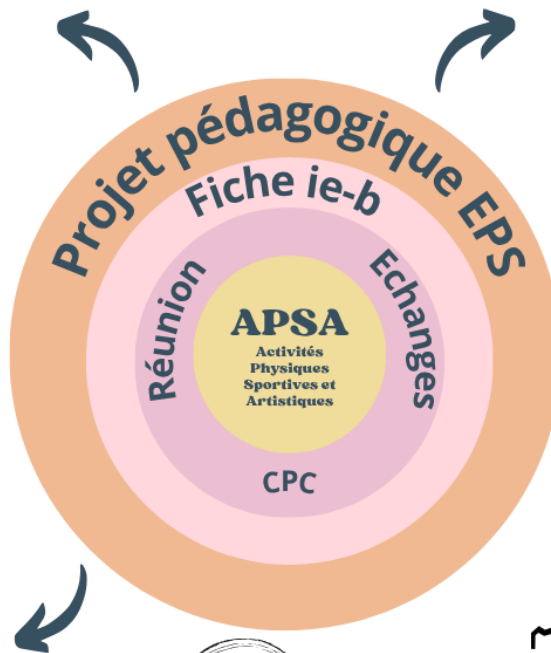 Projet pédagogique EPS
Fiche ie-b
Réunion
Echanges
APSA
Activités
Physiques
Sportives et
Artistiques
CPC